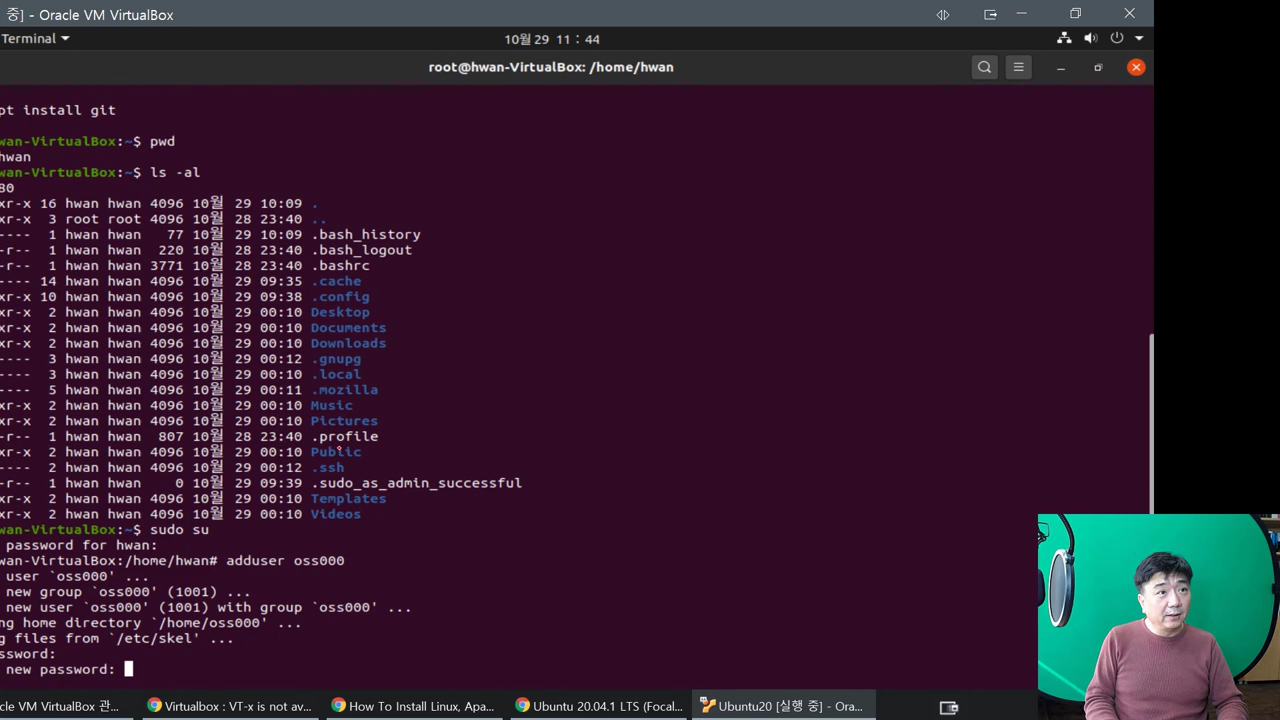 중] - Oracle VM VirtualBox
Terminal
10월 29 11 : 44
root@hwan-VirtualBox: /home/hwan
pt install git
wan-VirtualBox:~$ pwd
hwan
wan-VirtualBox:~$ ls -al
80
xr-x 16 hwan hwan 4096 10월 29 10:09 .
xr-x 3 root root 4096 10월 28 23:40 ..
---- 1 hwan hwan 77 10월 29 10:09 .bash_history
-r-- 1 hwan hwan 220 10월 28 23:40 .bash_logout
-r-- 1 hwan hwan 3771 10월 28 23:40 .bashrc
---- 14 hwan hwan 4096 10월 29 09:35 .cache
xr-x 10 hwan hwan 4096 10월 29 09:38 .config
xr-x 2 hwan hwan 4096 10월 29 00:10 Desktop
xr-x 2 hwan hwan 4096 10월 29 00:10 Documents
xr-x 2 hwan hwan 4096 10월 29 00:10 Downloads
---- 3 hwan hwan 4096 10월 29 00:12 .gnupg
---- 3 hwan hwan 4096 10월 29 00:10 .local
---- 5 hwan hwan 4096 10월 29 00:11 .mozilla
xr-x 2 hwan hwan 4096 10월 29 00:10 Music
xr-x 2 hwan hwan 4096 10월 29 00:10 Pictures
-r-- 1 hwan hwan 807 10월 28 23:40 .profile
xr-x 2 hwan hwan 4096 10월 29 00:10 Public
---- 2 hwan hwan 4096 10월 29 00:12 .ssh
-r-- 1 hwan hwan 0 10월 29 09:39 .sudo_as_admin_successful
xr-x 2 hwan hwan 4096 10월 29 00:10 Templates
xr-x 2 hwan hwan 4096 10월 29 00:10 Videos
wan-VirtualBox:~$ sudo su
password for hwan:
wan-VirtualBox:/home/hwan# adduser oss000
user `oss000' ...
new group `oss000' (1001) ...
new user `oss000' (1001) with group `oss000' ...
ng home directory `/home/oss000' ...
g files from `/etc/skel' ...
ssword:
new password:
cle VM VirtualBox 관...
Virtualbox : VT-x is not av...
How To Install Linux, Apa...
Ubuntu 20.04.1 LTS (Focal...
Ubuntu20 [실행 중] - Ora...